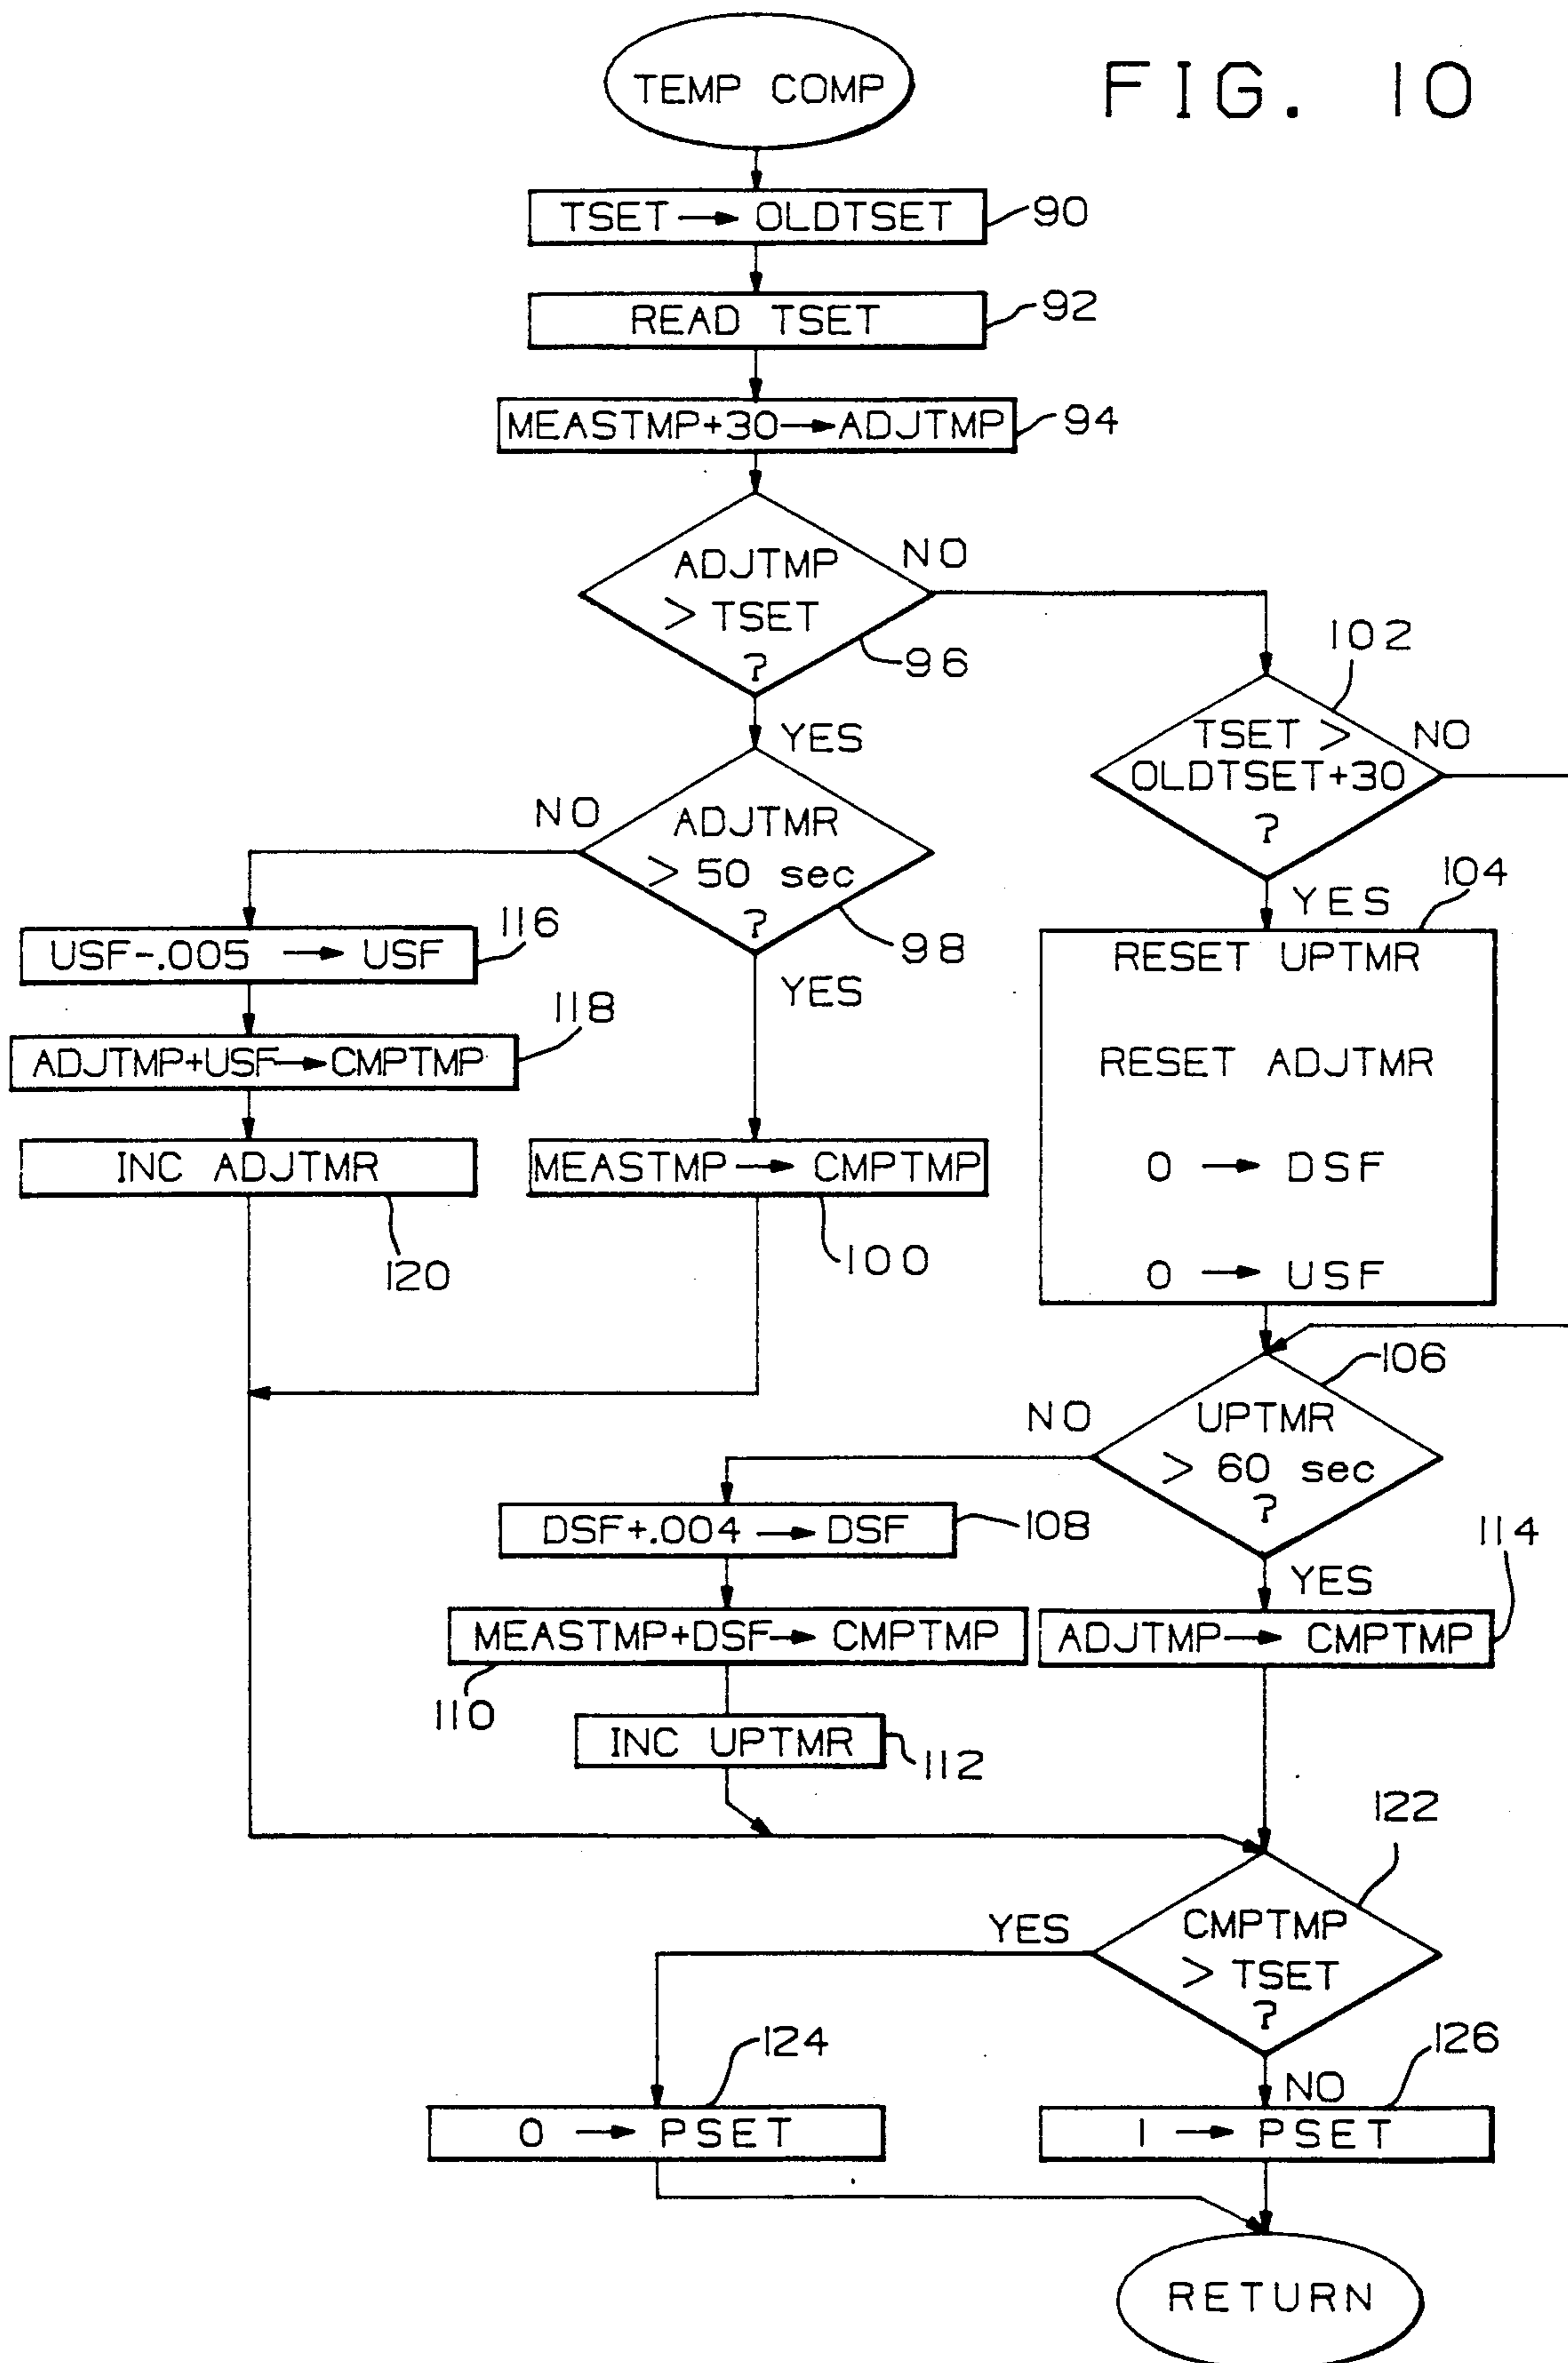 FIG. 10
TEMP COMP
TSET → OLDTSET
90
READ TSET
92
MEASTMP+30→ADJTMP
94
ADJTMP
> TSET
?
NO
96
YES
102
TSET >
OLDTSET+30
?
NO
YES
ADJTMR
> 50 sec
?
NO
98
YES
104
RESET UPTMR
RESET ADJTMR
0 → DSF
0 → USF
116
USF-.005 → USF
118
ADJTMP+USF→CMPTMP
INC ADJTMR
120
MEASTMP → CMPTMP
100
106
UPTMR
> 60 sec
?
NO
YES
DSF+.004 → DSF
108
MEASTMP+DSF→ CMPTMP
110
INC UPTMR
112
114
ADJTMP→ CMPTMP
122
CMPTMP
> TSET
?
YES
NO
124
0 → PSET
126
1 → PSET
RETURN